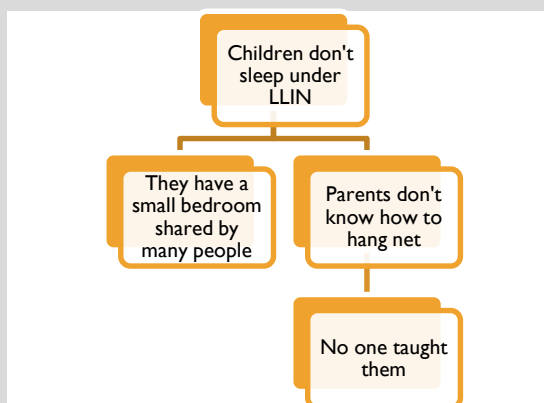 Children don't
sleep under
LLIN
They have a
small bedroom
shared by
many people
Parents don't
know how to
hang net
No one taught
them